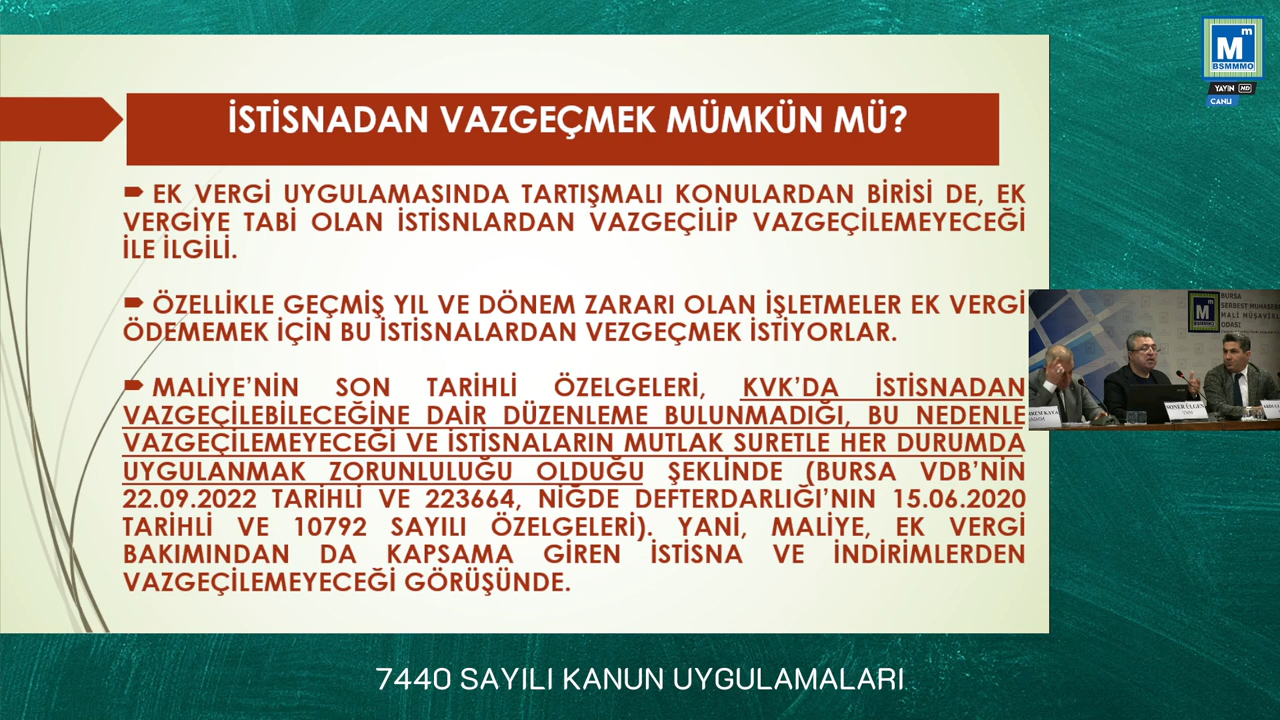 Mm
BSMMMO
YAYIN HD
CANLI
İSTİSNADAN VAZGEÇMEK MÜMKÜN MÜ?
EK VERGİ UYGULAMASINDA TARTIŞMALI KONULARDAN BİRİSİ DE, EK
VERGİYE TABİ OLAN İSTİSNLARDAN VAZGEÇİLİP VAZGEÇİLEMEYECEĞİ
İLE İLGİLİ.
ÖZELLİKLE GEÇMİŞ YIL VE DÖNEM ZARARI OLAN İŞLETMELER EK VERGİ
ÖDEMEMEK İÇİN BU İSTİSNALARDAN VEZGEÇMEK İSTİYORLAR.
MALİYE'NİN SON TARİHLİ ÖZELGELERİ, KVK'DA İSTİSNADAN
VAZGEÇİLEBİLECEĞİNE DAİR DÜZENLEME BULUNMADIĞI, BU NEDENLE
VAZGEÇİLEMEYECEĞİ VE İSTİSNALARIN MUTLAK SURETLE HER DURUMDA
UYGULANMAK ZORUNLULUĞU OLDUĞU ŞEKLİNDE (BURSA VDB'NİN
22.09.2022 TARİHLİ VE 223664, NİĞDE DEFTERDARLIĞI'NIN 15.06.2020
TARİHLİ VE 10792 SAYILI ÖZELGELERİ). YANİ, MALİYE, EK VERGİ
BAKIMINDAN DA KAPSAMA GİREN İSTİSNA VE İNDİRİMLERDEN
VAZGEÇİLEMEYECEĞİ GÖRÜŞÜNDE.
BURSA
SERBEST MUHASEBE
MALİ MÜŞAVİRL
ODASI
BSMMMO
SONER ÜLGEN
7440 SAYILI KANUN UYGULAMALARI